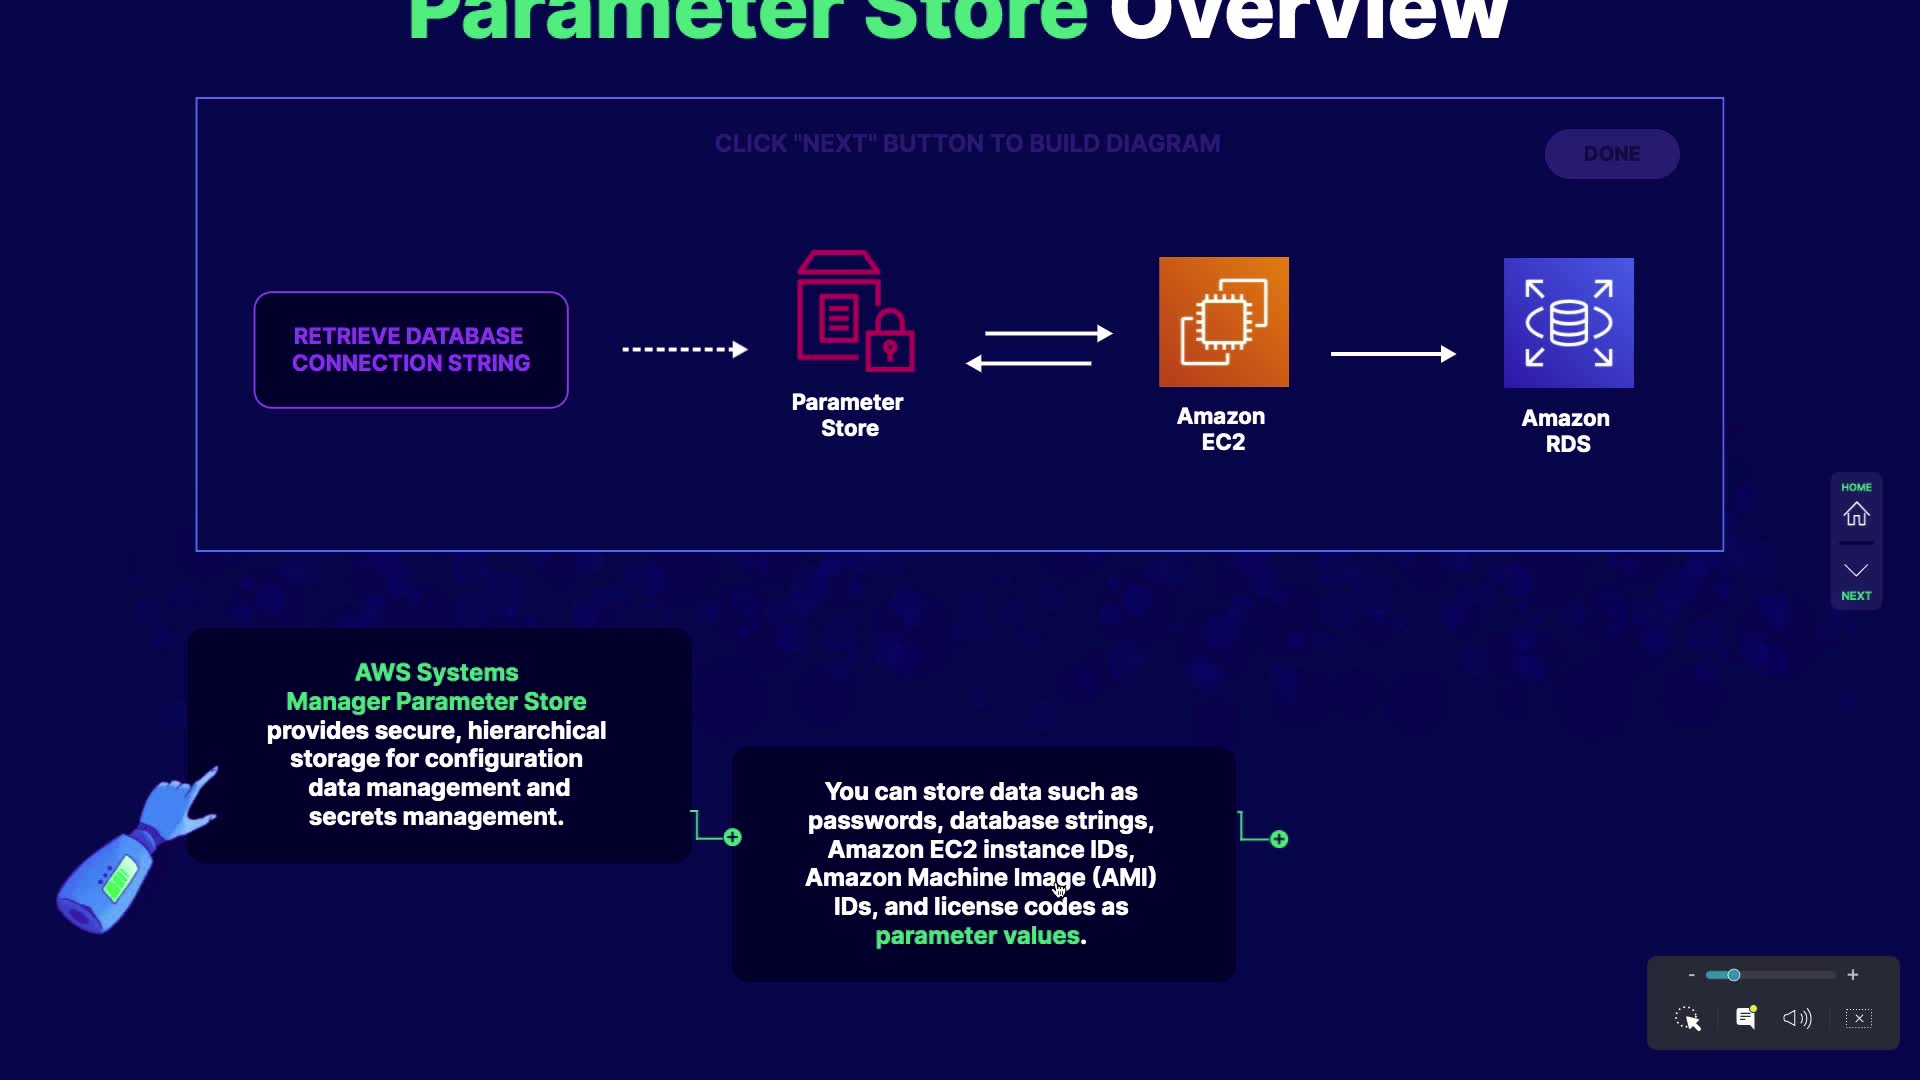 Parameter Store Overview
CLICK "NEXT" BUTTON TO BUILD DIAGRAM
DONE
RETRIEVE DATABASE
CONNECTION STRING
Parameter
Store
Amazon
EC2
Amazon
RDS
HOME
NEXT
AWS Systems
Manager Parameter Store
provides secure, hierarchical
storage for configuration
data management and
secrets management.
You can store data such as
passwords, database strings,
Amazon EC2 instance IDs,
Amazon Machine Image (AMI)
IDs, and license codes as
parameter values.